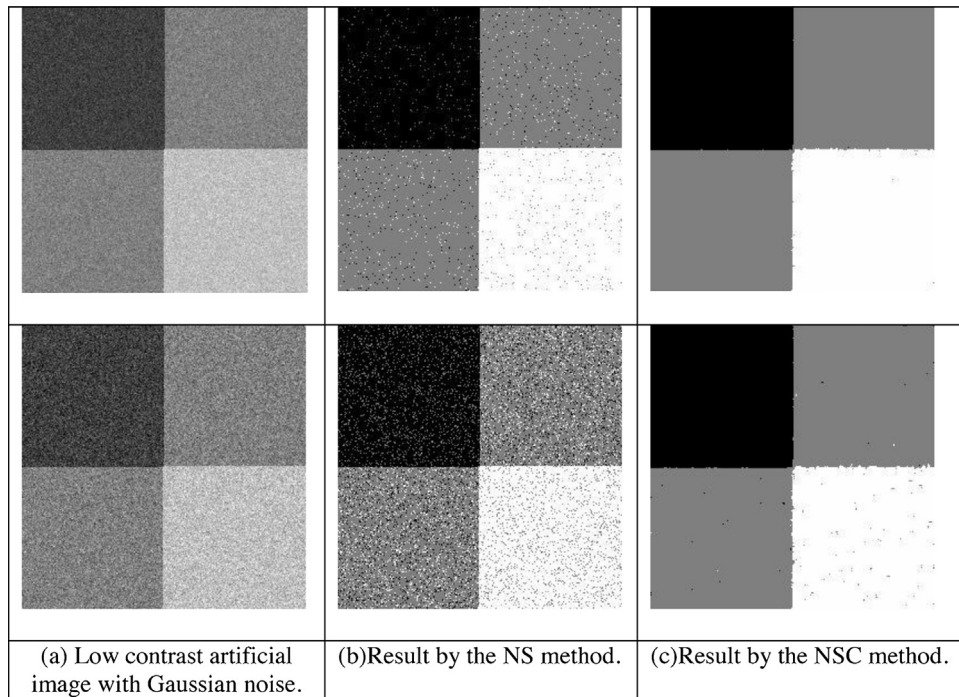 (a) Low contrast artificial
image with Gaussian noise.
(b)Result by the NS method.
(c)Result by the NSC method.